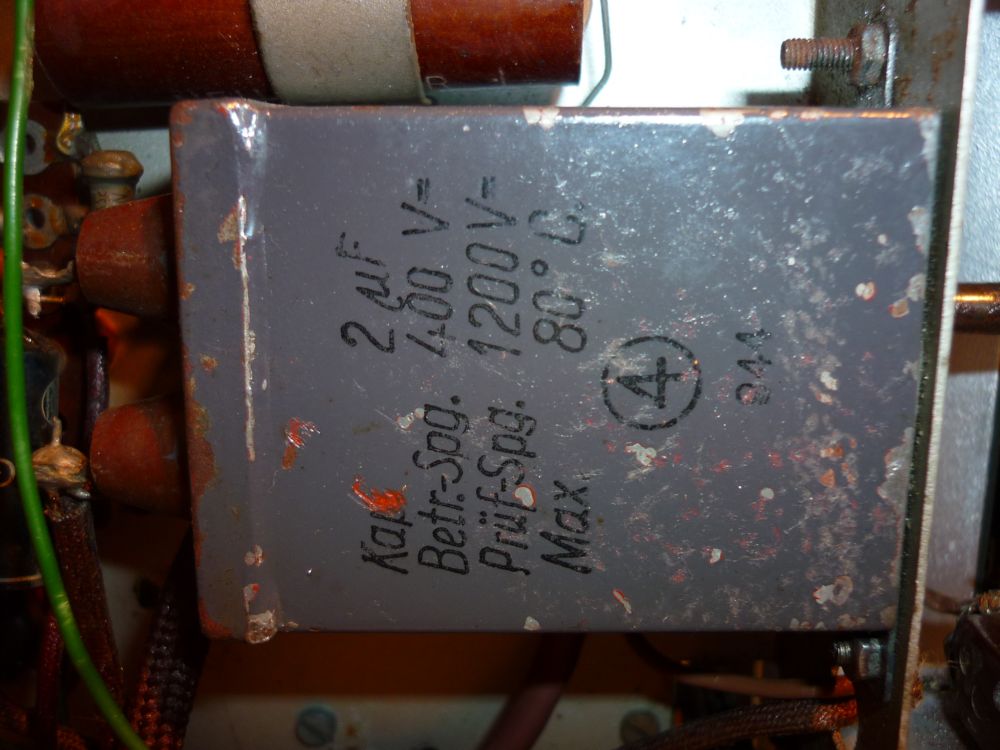 Kap. 2 µF
Betr.-Spg. 400 V=
Prüf-Spg. 1200 V=
Max. 80° C.
4
944